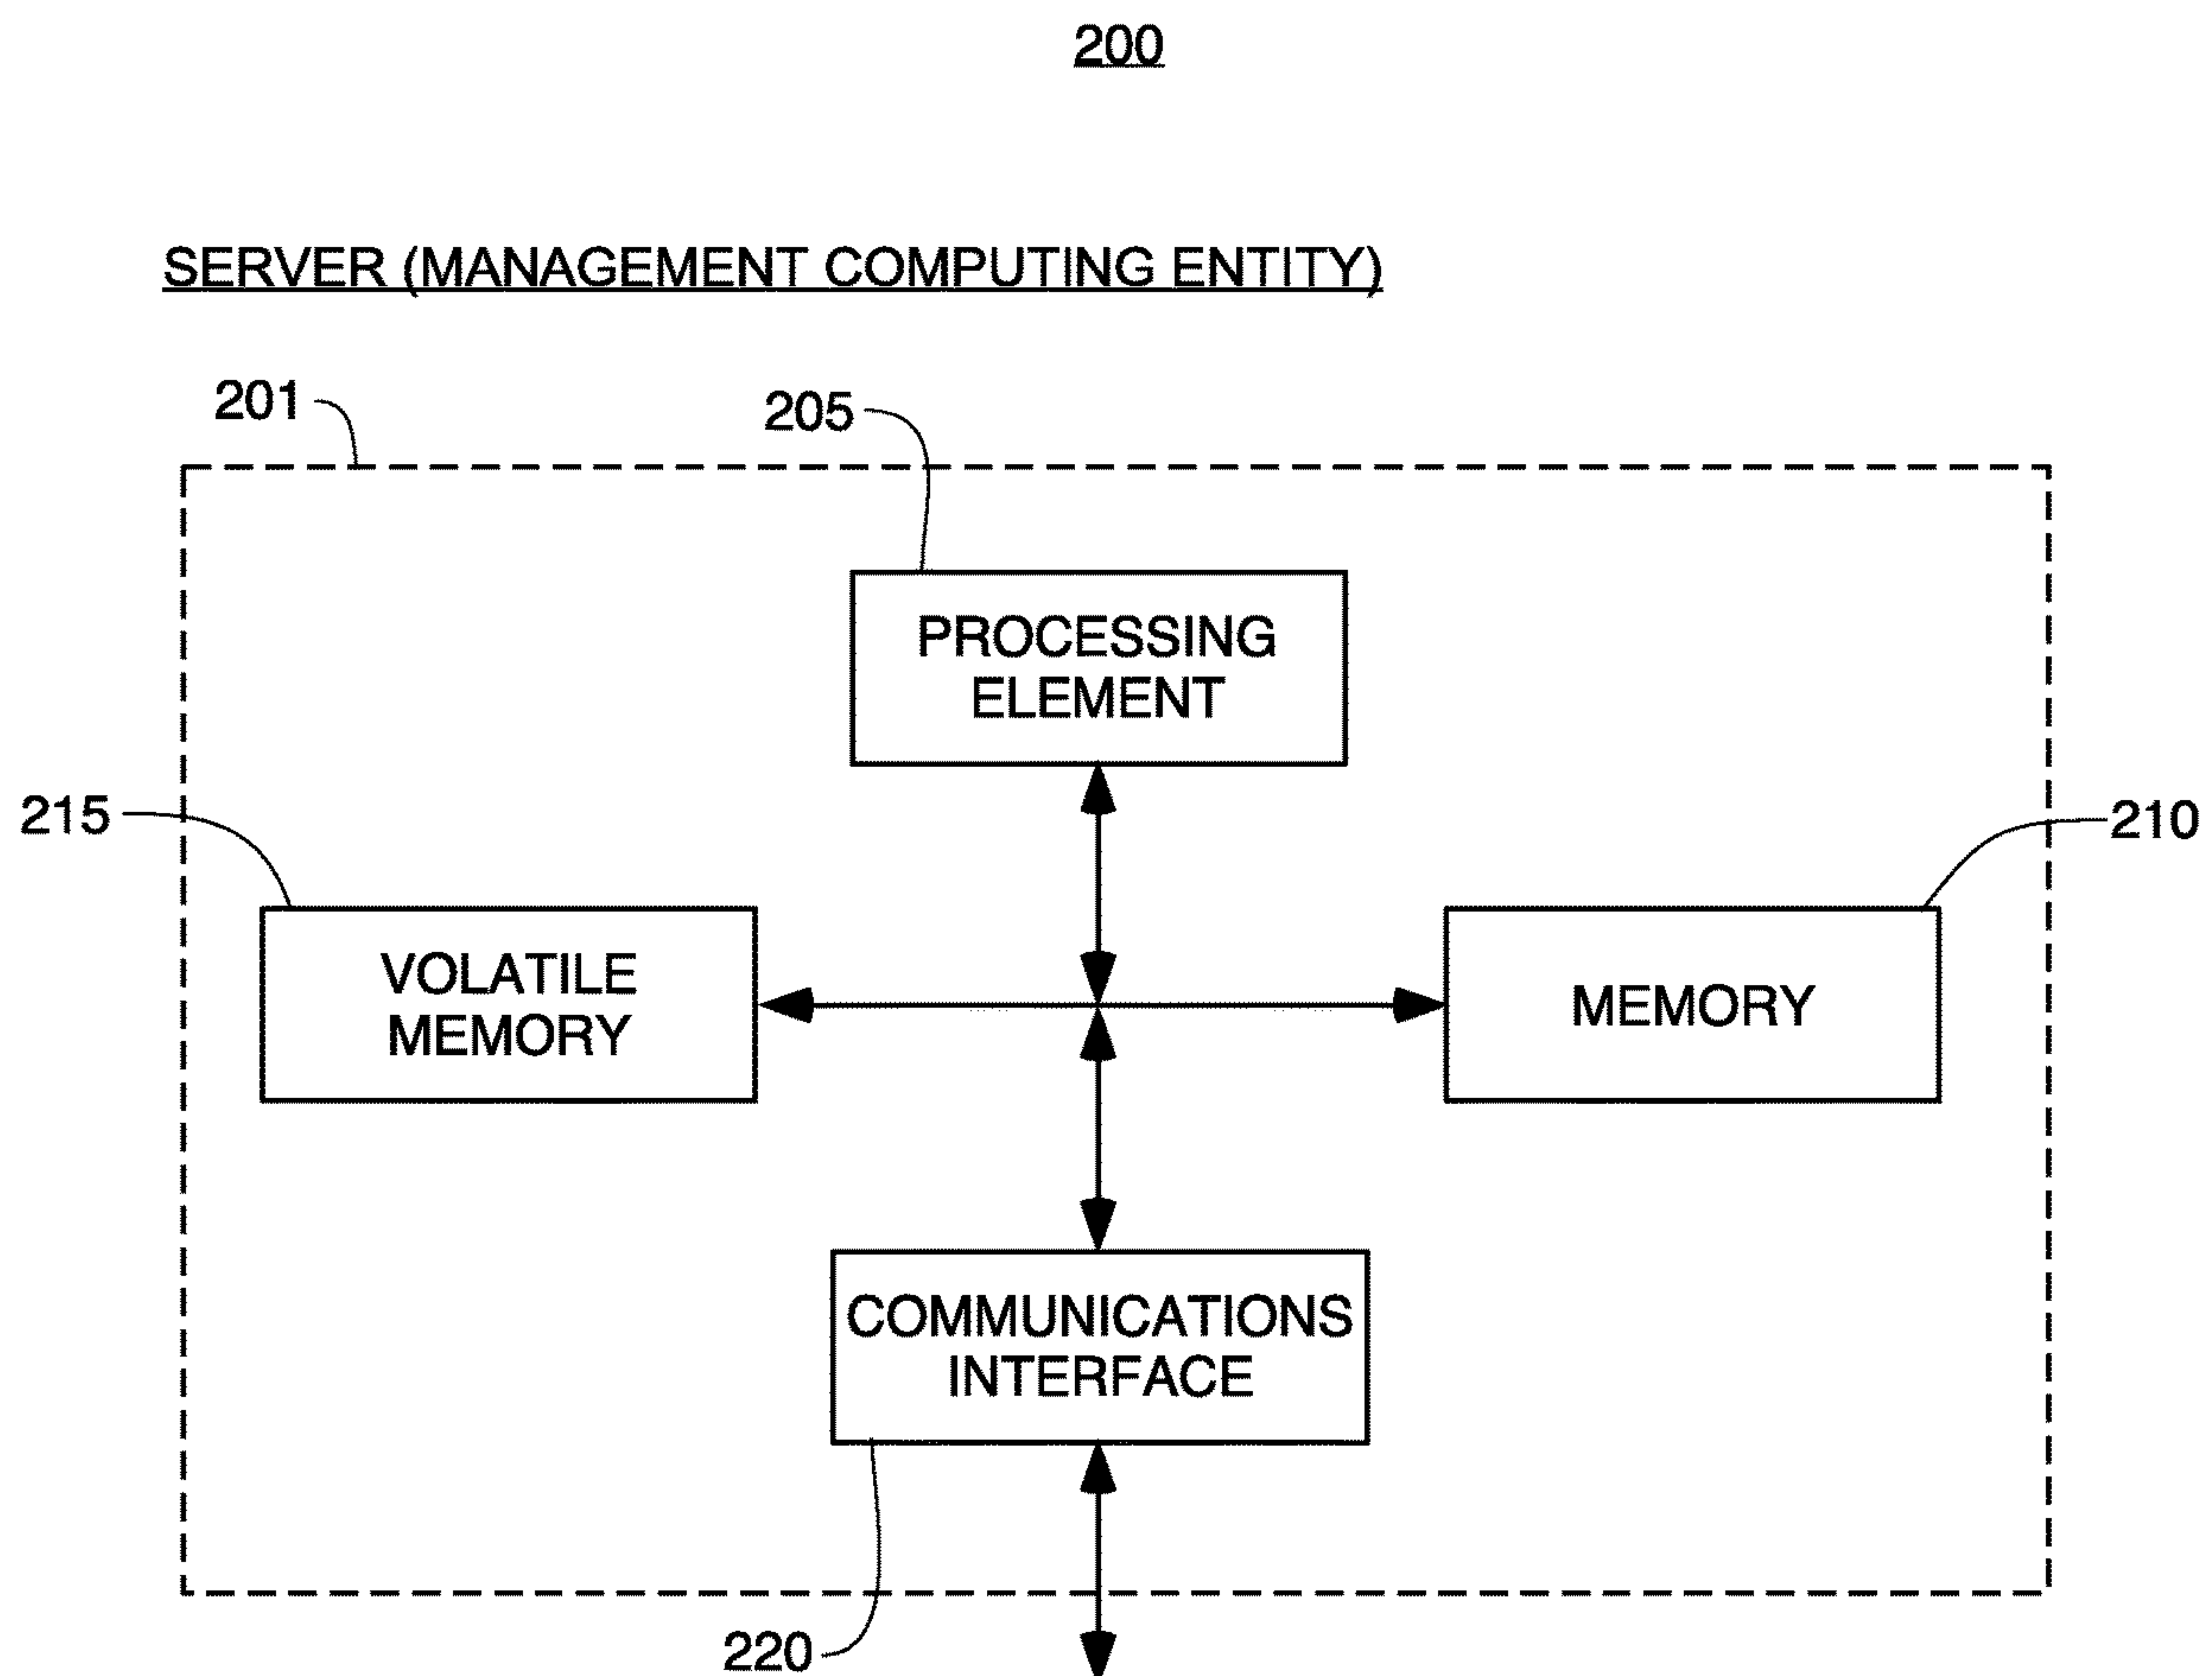 200
SERVER (MANAGEMENT COMPUTING ENTITY)
201
205
PROCESSING
ELEMENT
215
210
VOLATILE
MEMORY
MEMORY
COMMUNICATIONS
INTERFACE
220